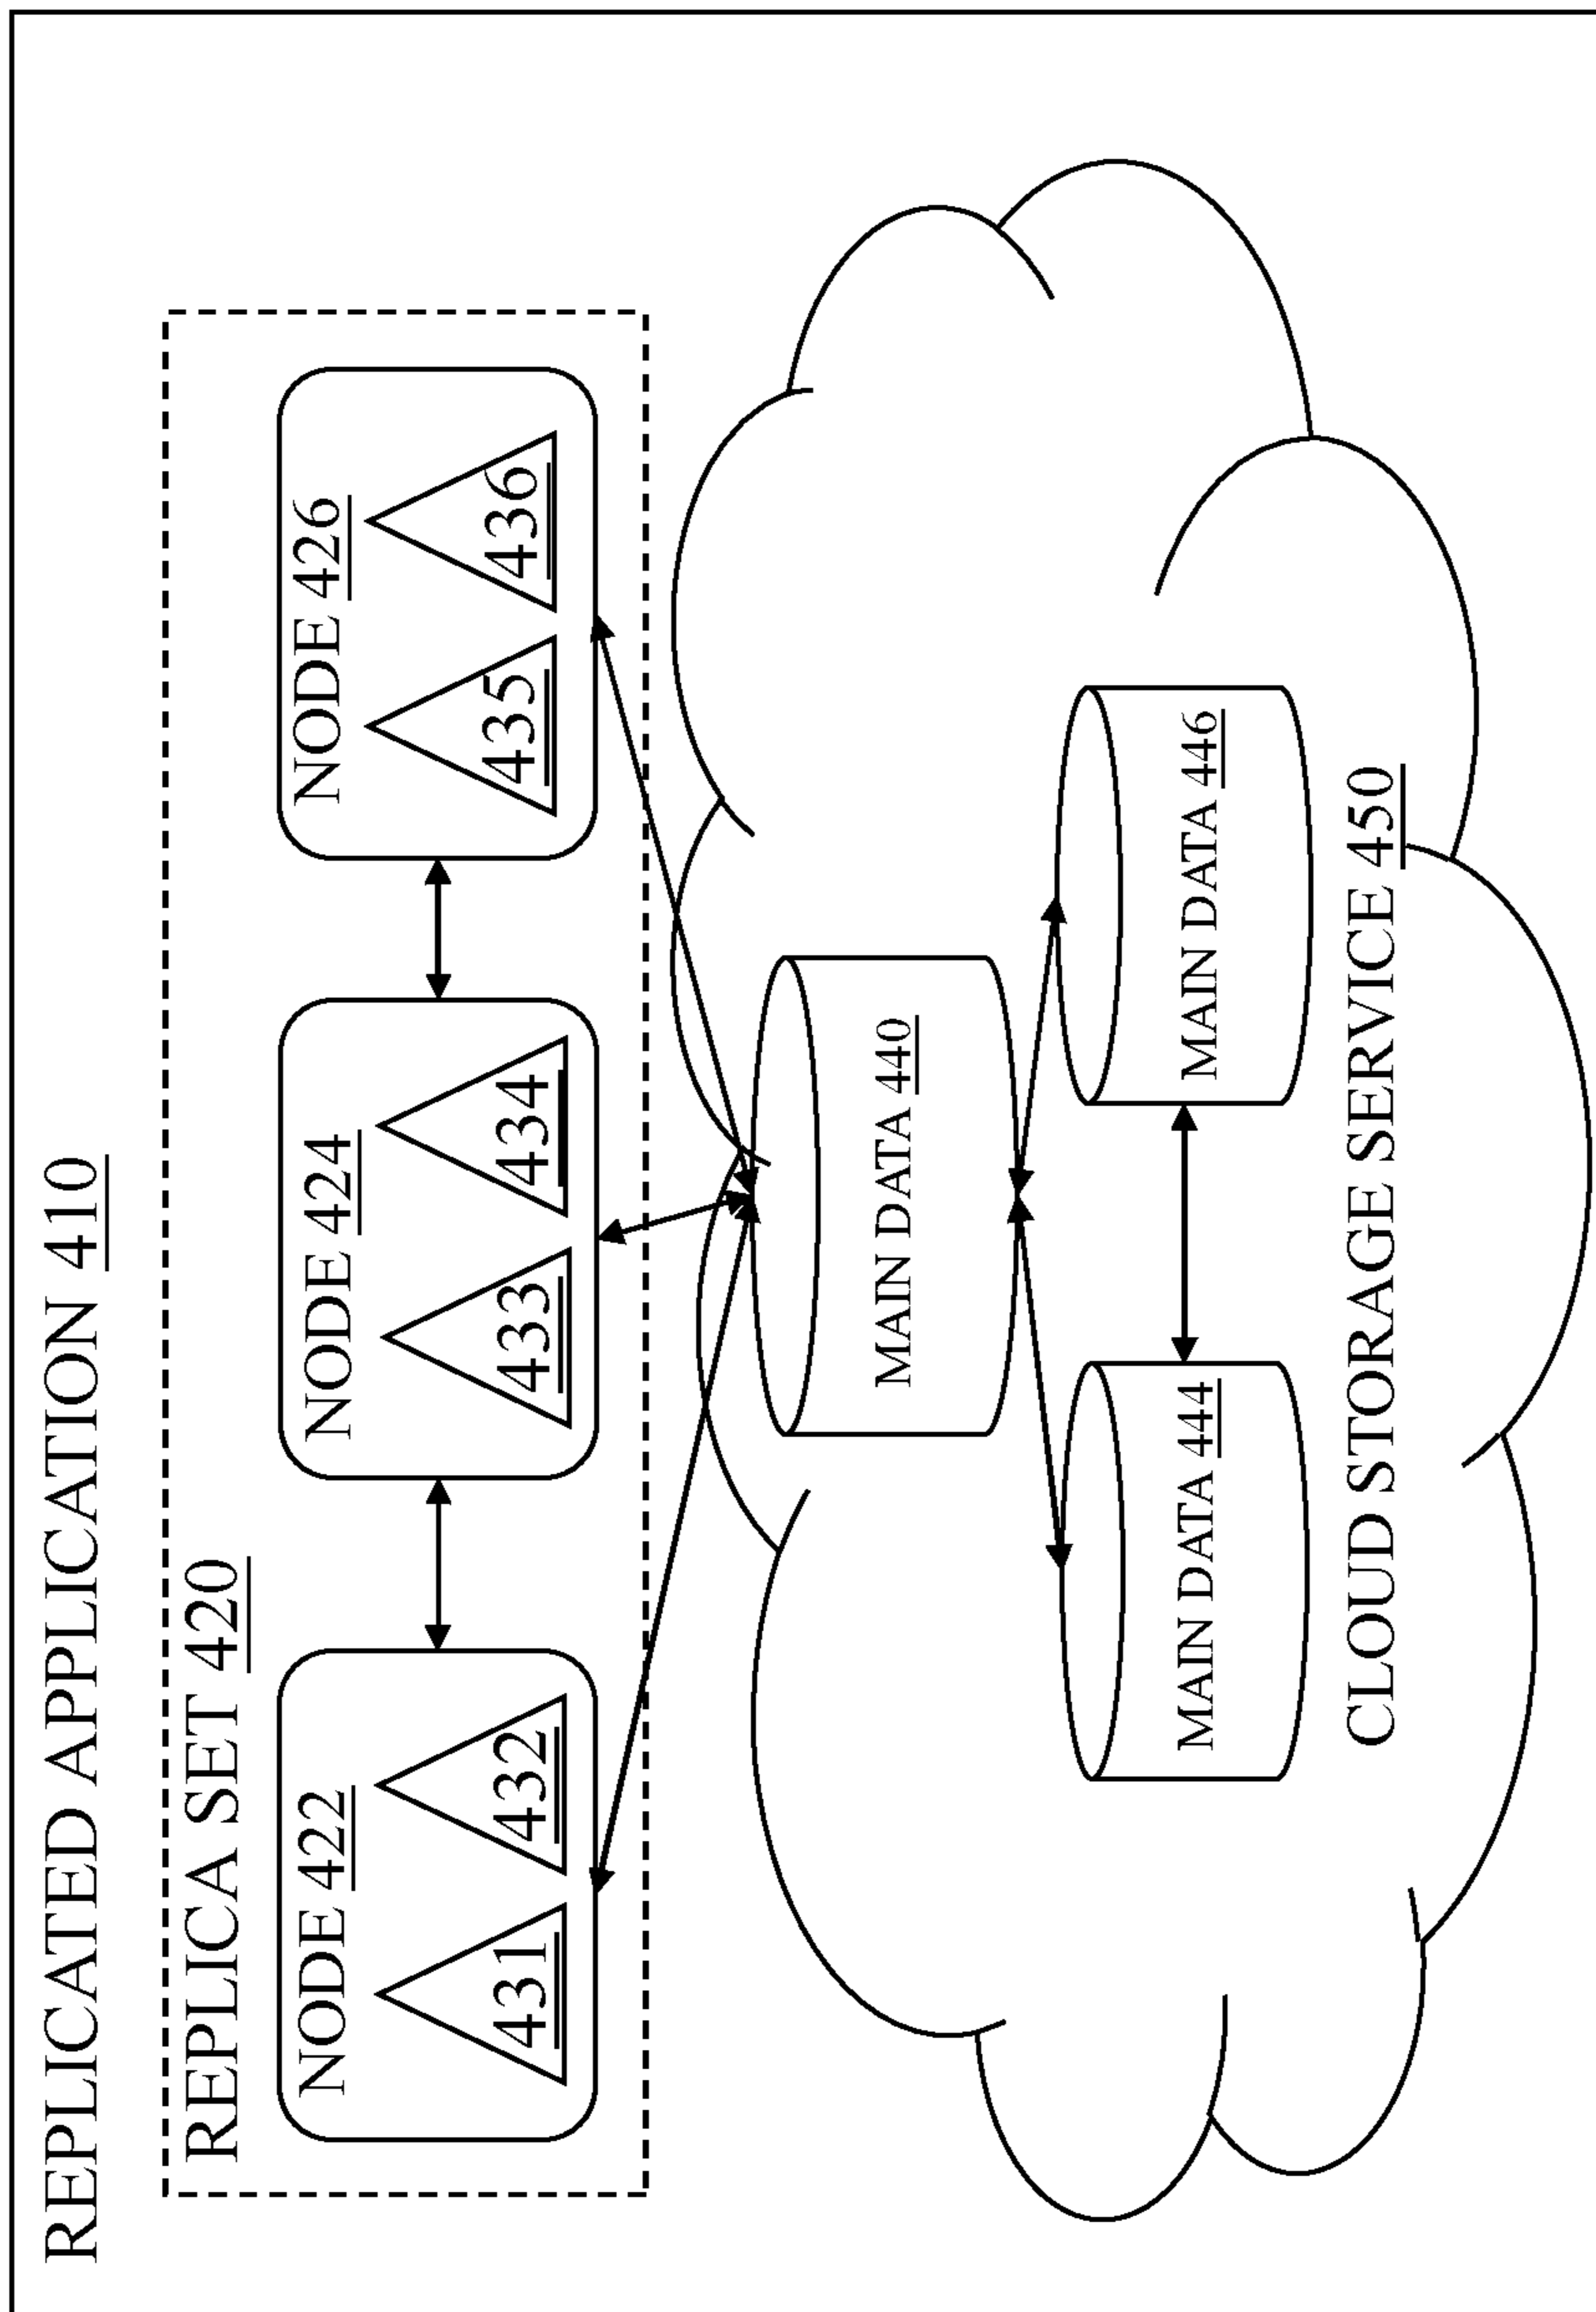 REPLICATED APPLICATION 410
REPLICA SET 420
NODE 422
431
432
NODE 424
433
434
NODE 426
435
436
MAIN DATA 440
MAIN DATA 444
MAIN DATA 446
CLOUD STORAGE SERVICE 450